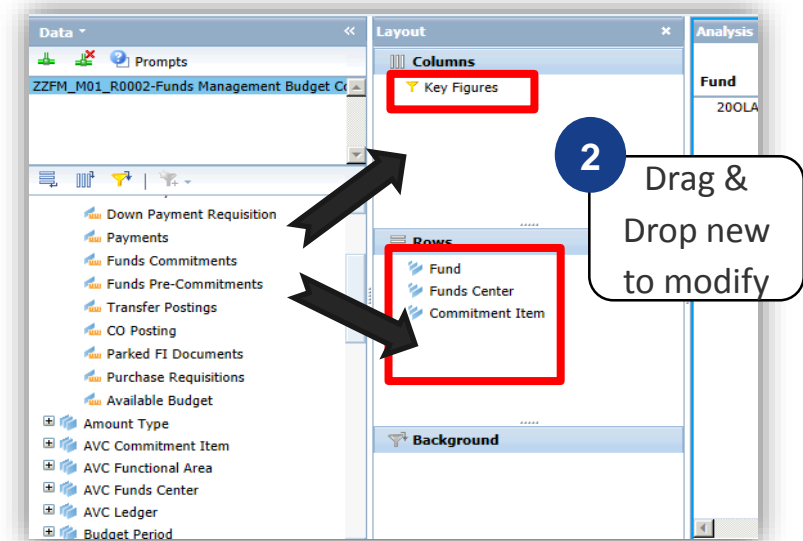 Data
Prompts
ZZFM_M01_R0002-Funds Management Budget Co
Down Payment Requisition
Payments
Funds Commitments
Funds Pre-Commitments
Transfer Postings
CO Posting
Parked FI Documents
Purchase Requisitions
Available Budget
Amount Type
AVC Commitment Item
AVC Functional Area
AVC Funds Center
AVC Ledger
Budget Period
Layout
Columns
Key Figures
Rows
Fund
Funds Center
Commitment Item
Background
Analysis
Fund
20OLA
2
Drag &
Drop new
to modify